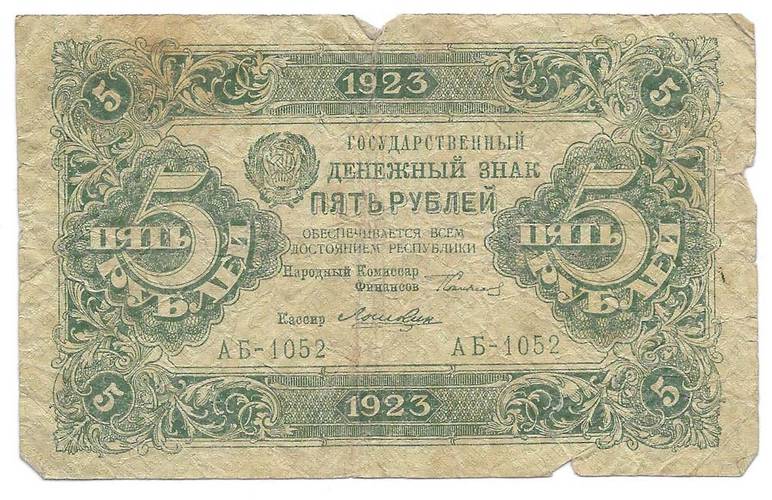 5 1923 5
ГОСУДАРСТВЕННЫЙ
ДЕНЕЖНЫЙ ЗНАК
ПЯТЬ РУБЛЕЙ
ОБЕСПЕЧИВАЕТСЯ ВСЕМ
ДОСТОЯНИЕМ РЕСПУБЛИКИ
5 ПЯТЬ РУБЛЕЙ
5 ПЯТЬ РУБЛЕЙ
Народный Комиссар
Финансов
Кассир
АБ-1052 АБ-1052
5 1923 5